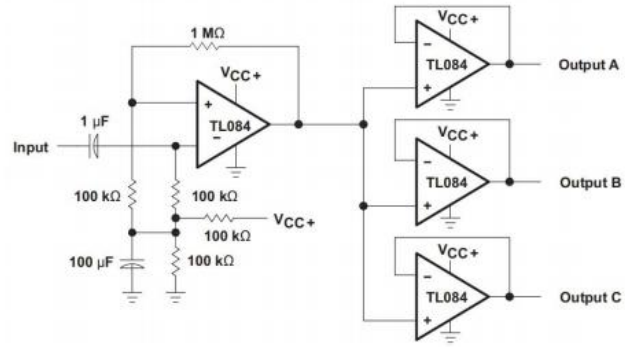 1 MΩ
VCC+
+
TL084
−
1 μF
Input
100 kΩ
100 kΩ
100 kΩ
VCC+
100 μF
100 kΩ
VCC+
−
TL084
+
Output A
VCC+
−
TL084
+
Output B
VCC+
−
TL084
+
Output C